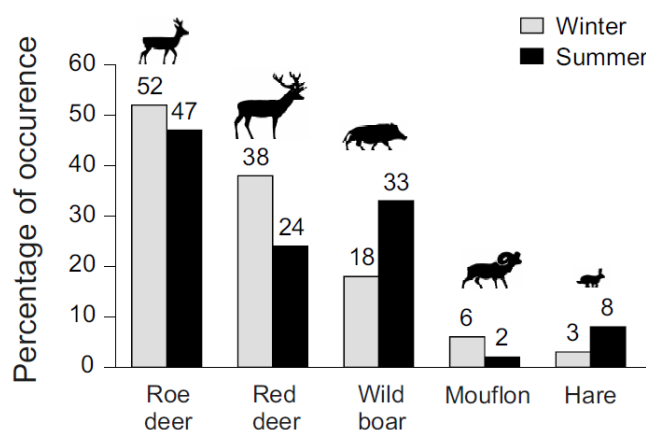 Winter
Summer
Percentage of occurence
60
50
40
30
20
10
0
52
47
38
24
18
33
6
2
3
8
Roe
deer
Red
deer
Wild
boar
Mouflon
Hare